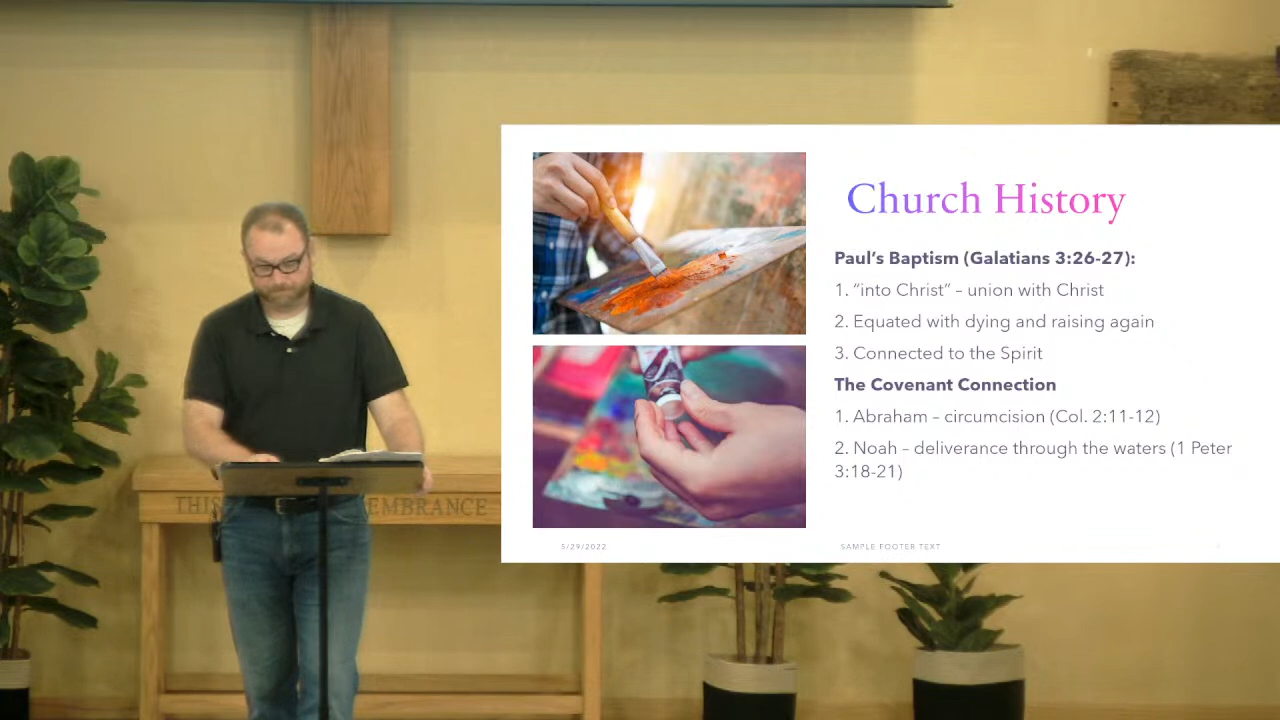 Church History
Paul's Baptism (Galatians 3:26-27):
1. "into Christ" – union with Christ
2. Equated with dying and raising again
3. Connected to the Spirit
The Covenant Connection
1. Abraham – circumcision (Col. 2:11-12)
2. Noah – deliverance through the waters (1 Peter
3:18-21)
5/29/2022
SAMPLE FOOTER TEXT
THIS
EMBRANCE